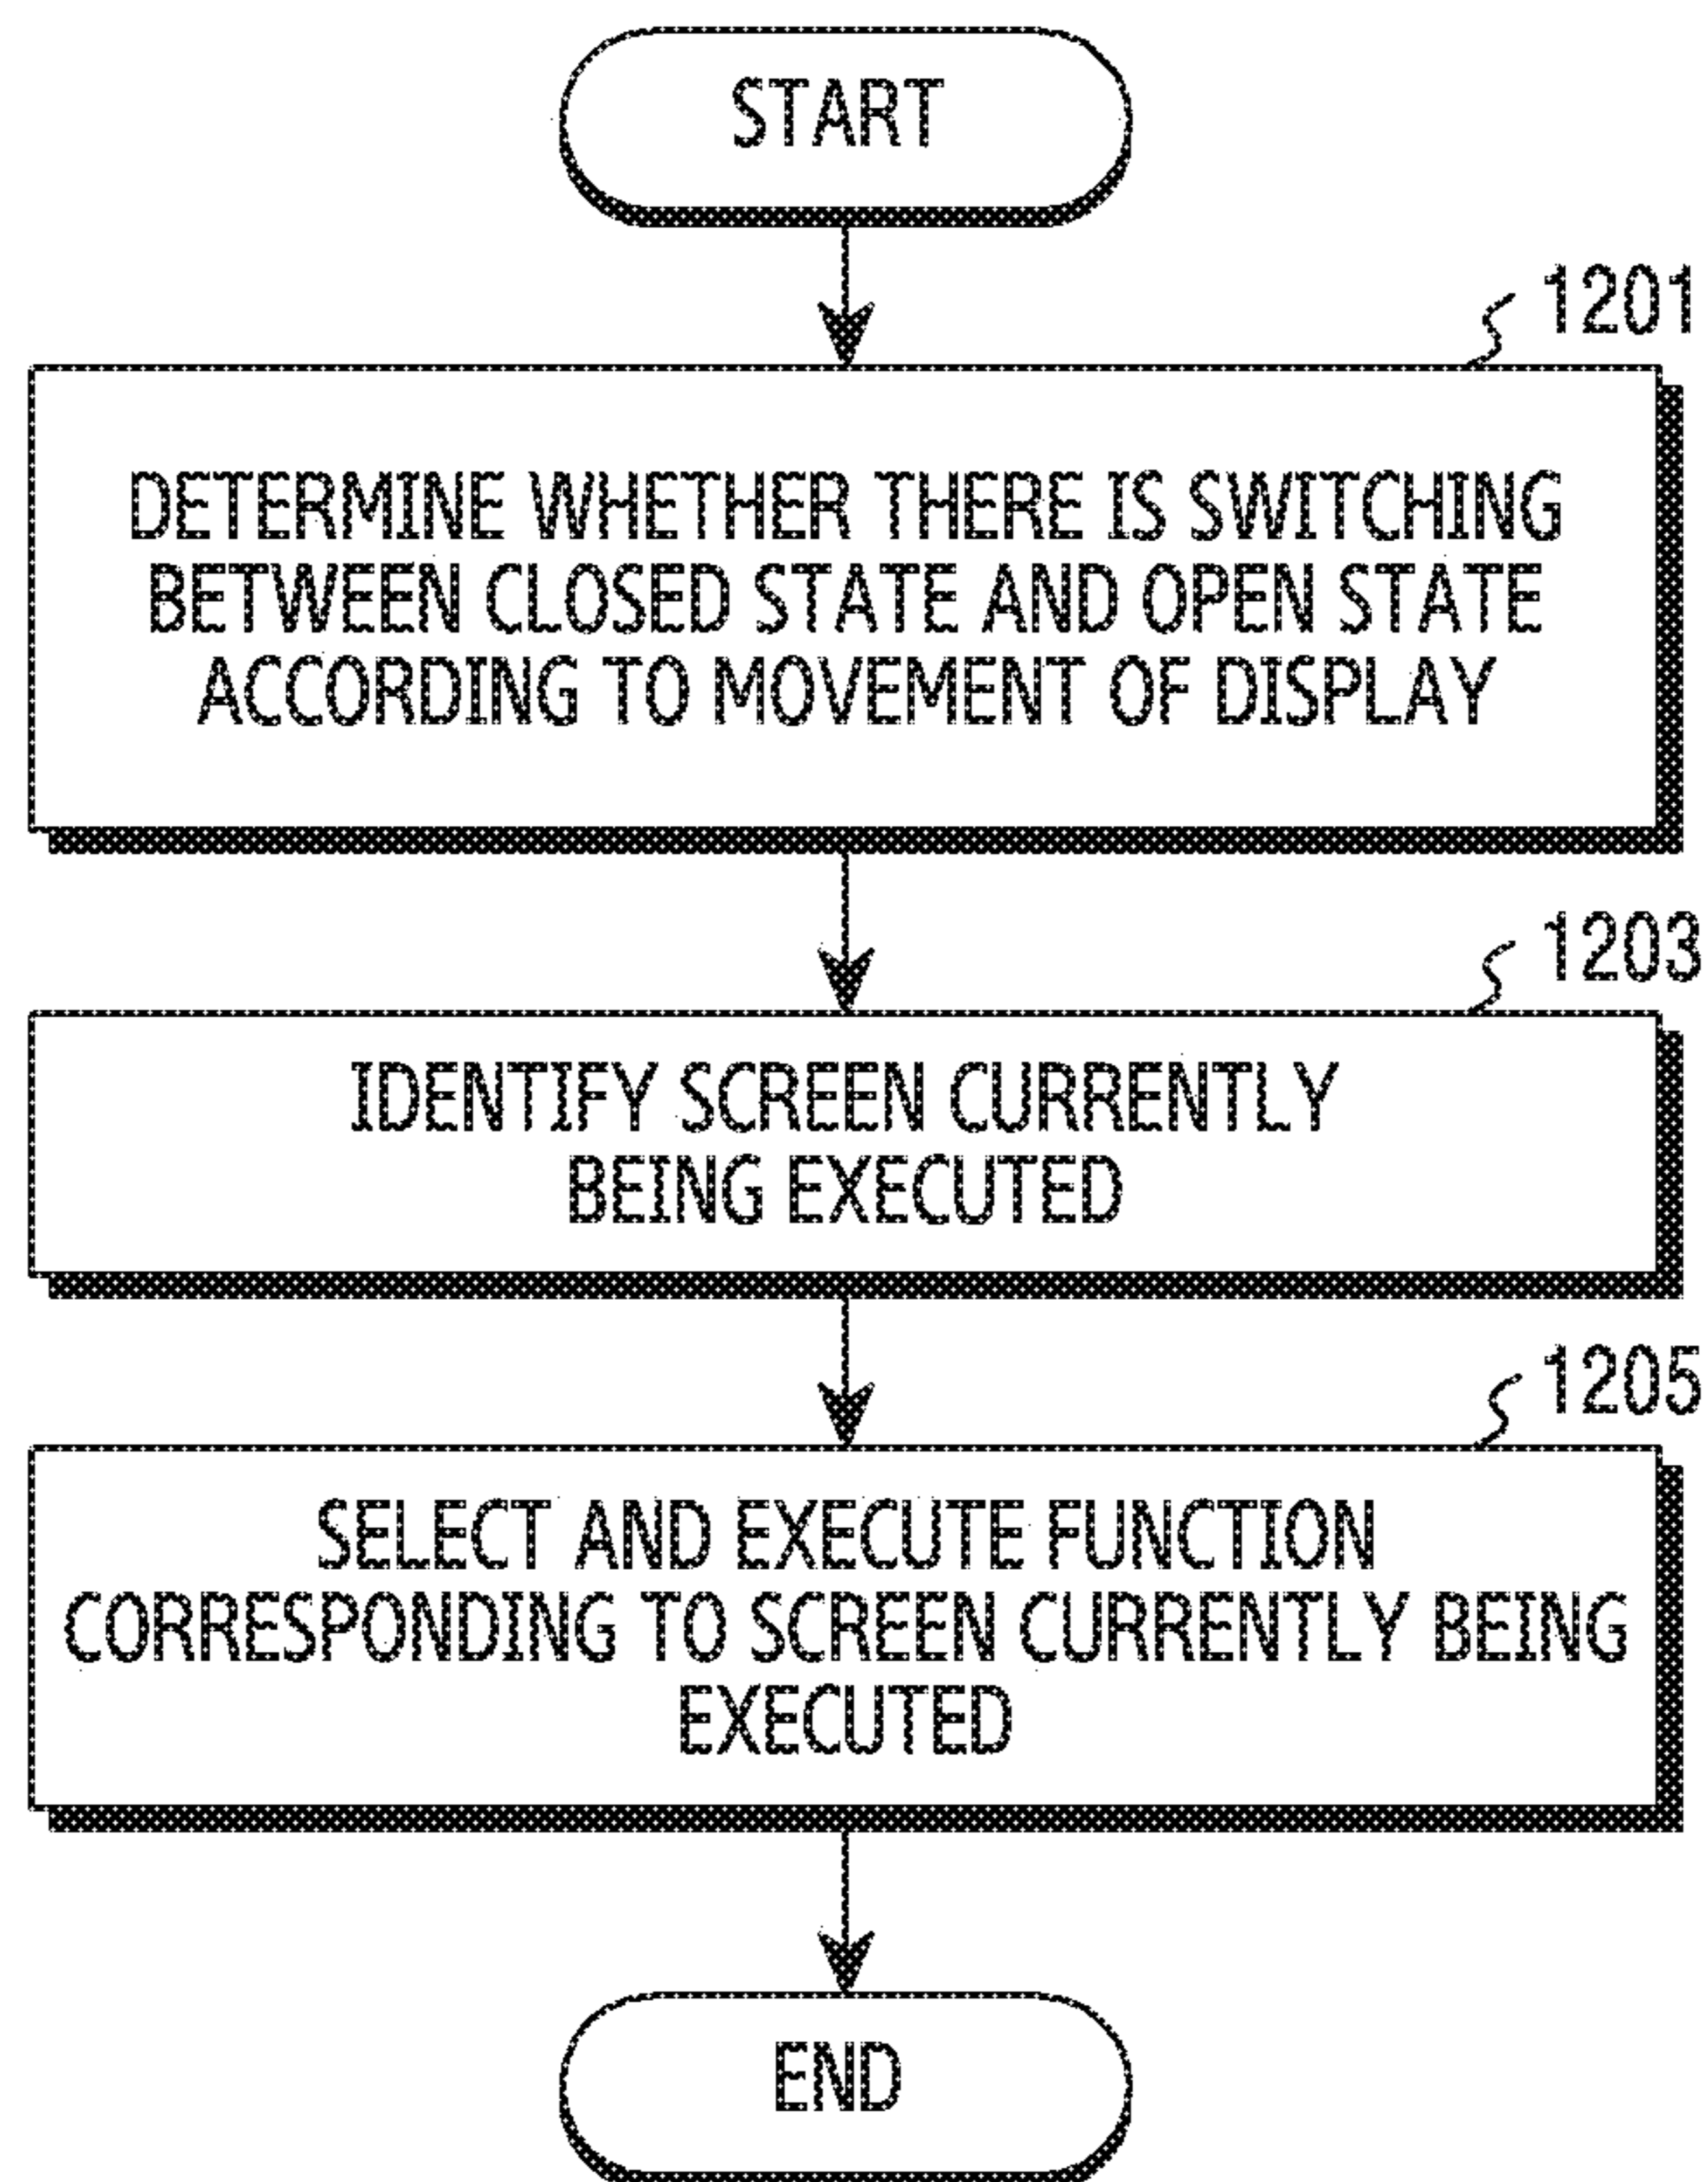 START
1201
DETERMINE WHETHER THERE IS SWITCHING
BETWEEN CLOSED STATE AND OPEN STATE
ACCORDING TO MOVEMENT OF DISPLAY
1203
IDENTIFY SCREEN CURRENTLY
BEING EXECUTED
1205
SELECT AND EXECUTE FUNCTION
CORRESPONDING TO SCREEN CURRENTLY BEING
EXECUTED
END